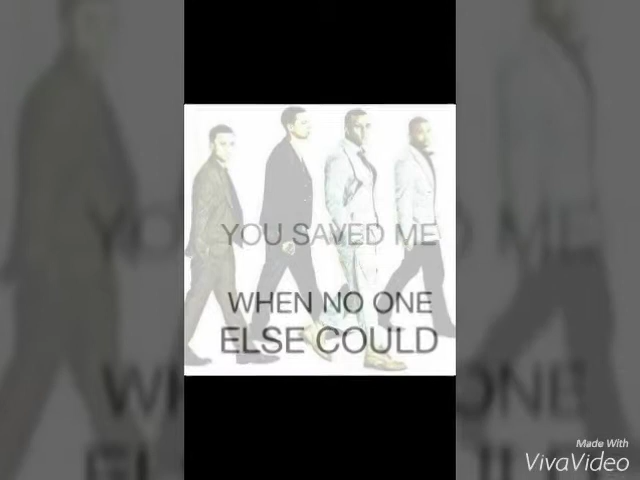 YOU SAVED ME
WHEN NO ONE
ELSE COULD
Made With
VivaVideo